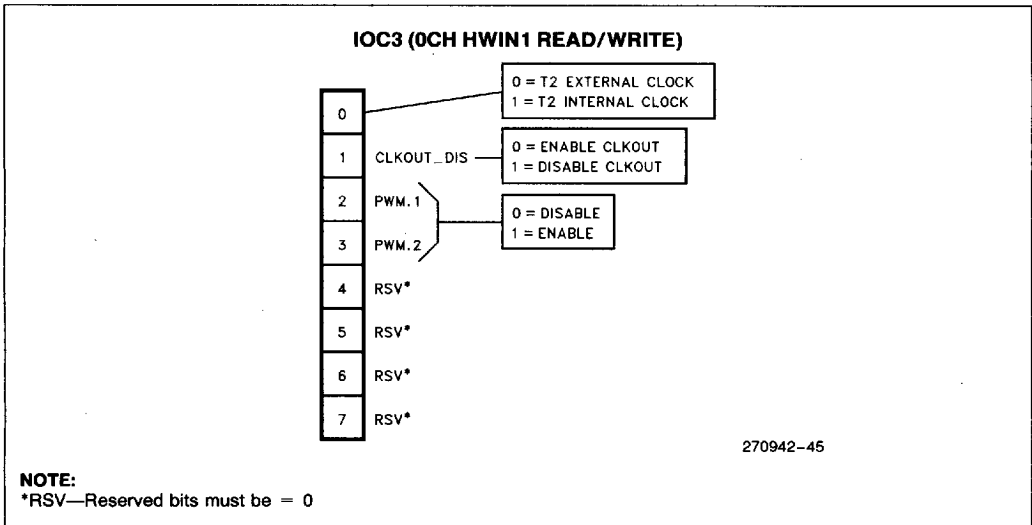 IOC3 (0CH HWIN1 READ/WRITE)
0 = T2 EXTERNAL CLOCK
1 = T2 INTERNAL CLOCK
0
1 CLKOUT_DIS
0 = ENABLE CLKOUT
1 = DISABLE CLKOUT
2 PWM.1
3 PWM.2
0 = DISABLE
1 = ENABLE
4 RSV*
5 RSV*
6 RSV*
7 RSV*
270942-45
NOTE:
*RSV—Reserved bits must be = 0